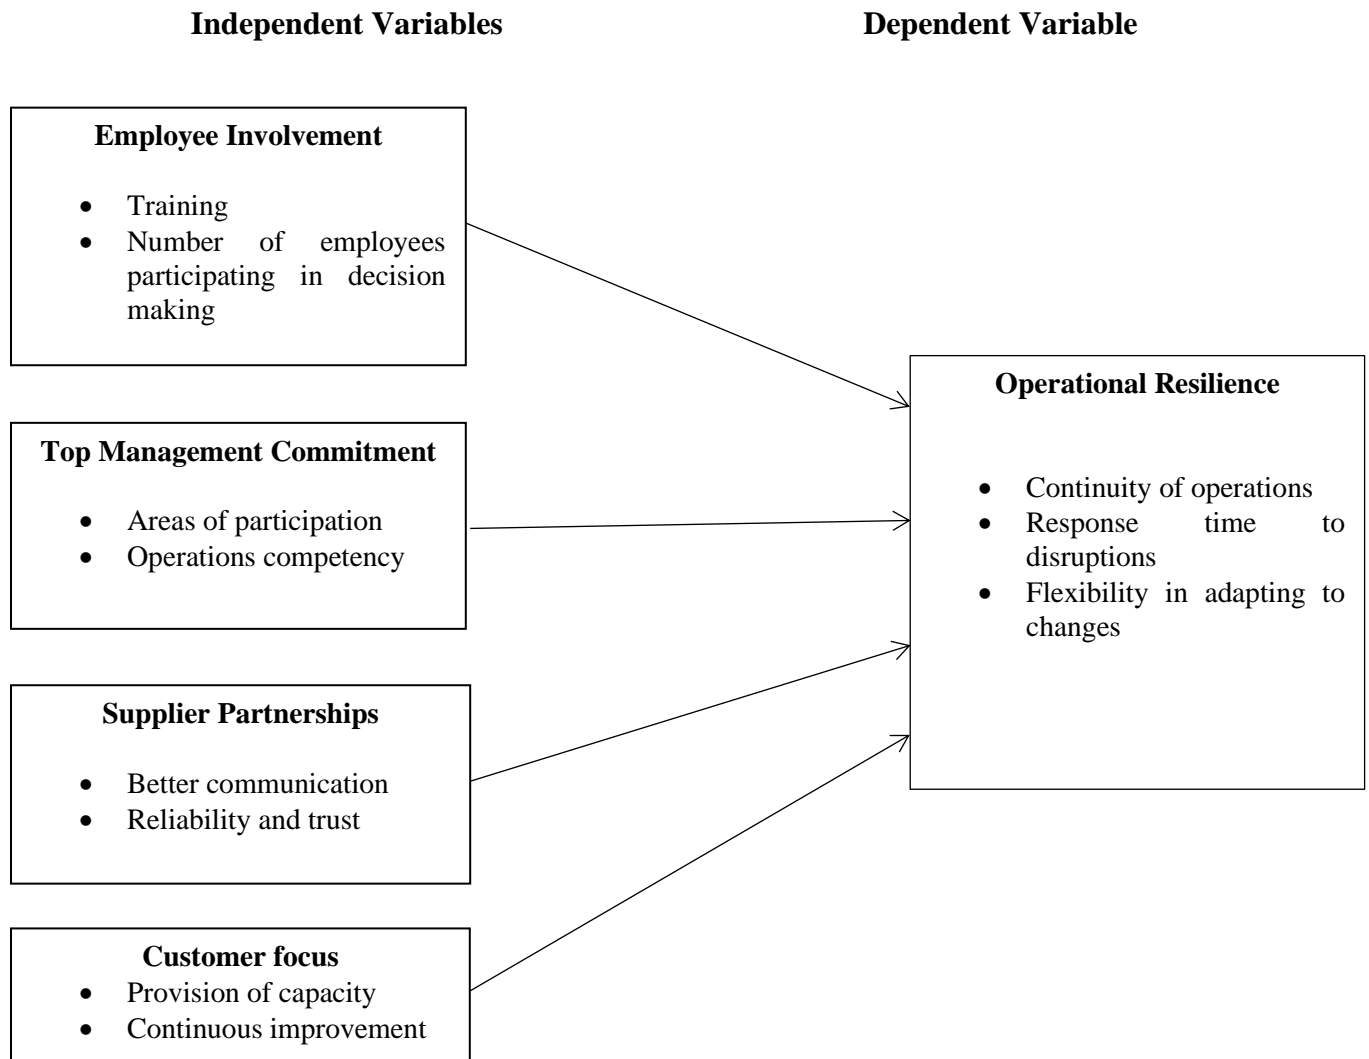 Independent Variables
Dependent Variable
Employee Involvement
• Training
• Number of employees
participating in decision
making
Top Management Commitment
• Areas of participation
• Operations competency
Supplier Partnerships
• Better communication
• Reliability and trust
Customer focus
• Provision of capacity
• Continuous improvement
Operational Resilience
• Continuity of operations
• Response time to
disruptions
• Flexibility in adapting to
changes